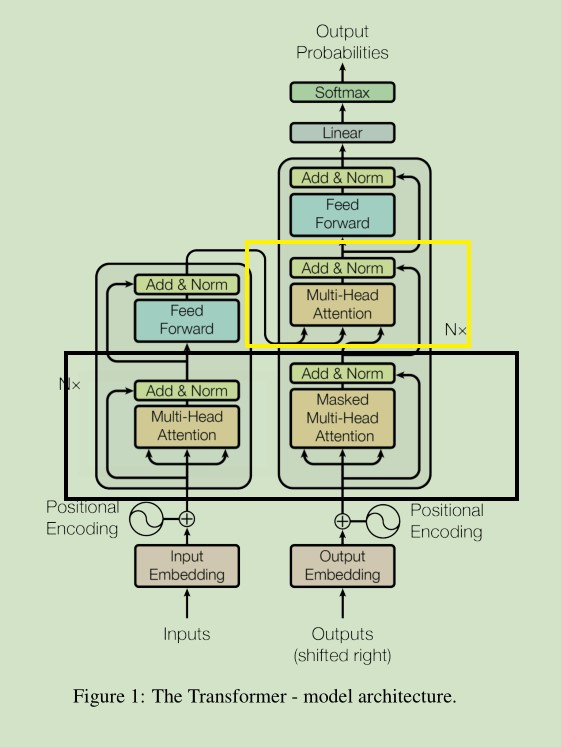 Output
Probabilities
Softmax
Linear
Add & Norm
Feed
Forward
Add & Norm
Multi-Head
Attention
N×
Add & Norm
Masked
Multi-Head
Attention
Add & Norm
Feed
Forward
N×
Add & Norm
Multi-Head
Attention
Positional
Encoding
Positional
Encoding
Input
Embedding
Output
Embedding
Inputs
Outputs
(shifted right)
Figure 1: The Transformer - model architecture.